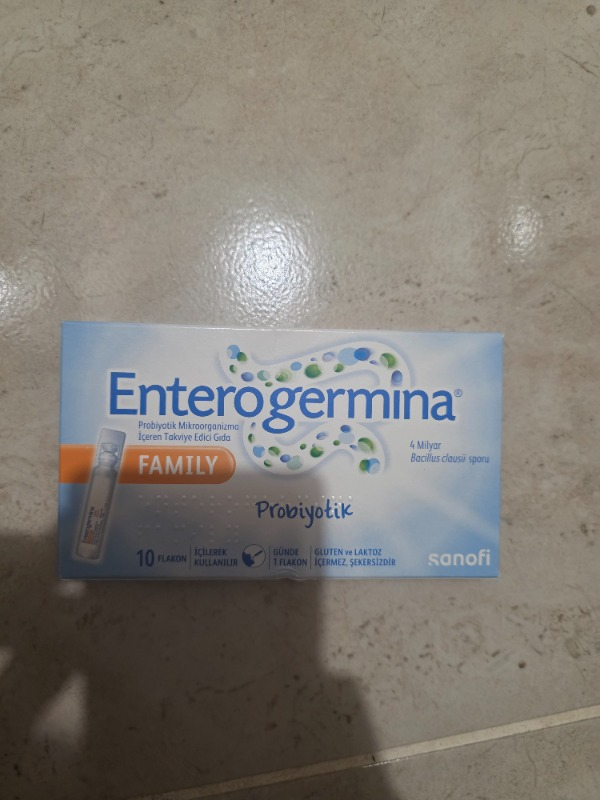 Enterogermina®
Probiyotik Mikroorganizma
İçeren Takviye Edici Gıda
FAMILY
4 Milyar
Bacillus clausii sporu
Probiyotik
10 FLAKON
İÇİLEREK
KULLANILIR
GÜNDE
1 FLAKON
GLUTEN ve LAKTOZ
İÇERMEZ, ŞEKERSİZDİR
sanofi